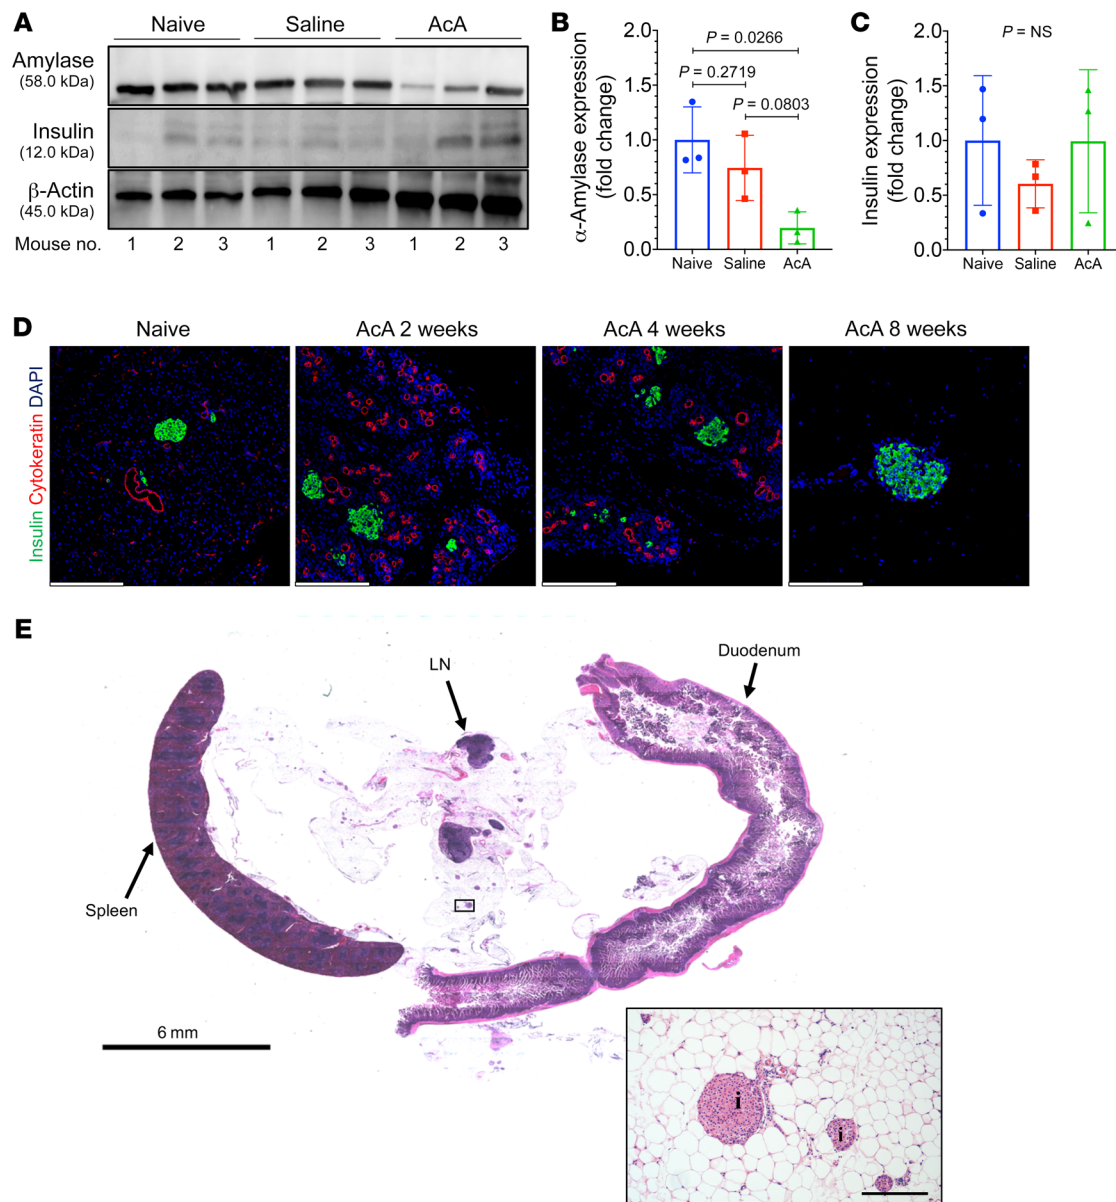 A
Naive Saline AcA
Amylase
(58.0 kDa)
Insulin
(12.0 kDa)
β-Actin
(45.0 kDa)
Mouse no. 1 2 3 1 2 3 1 2 3
B
α-Amylase expression
(fold change)
2.0
1.5
1.0
0.5
0.0
P = 0.0266
P = 0.2719
P = 0.0803
Naive Saline AcA
C
Insulin expression
(fold change)
2.0
1.5
1.0
0.5
0.0
P = NS
Naive Saline AcA
D
Naive AcA 2 weeks AcA 4 weeks AcA 8 weeks
Insulin Cytokeratin DAPI
E
LN
Duodenum
Spleen
6 mm
i
i